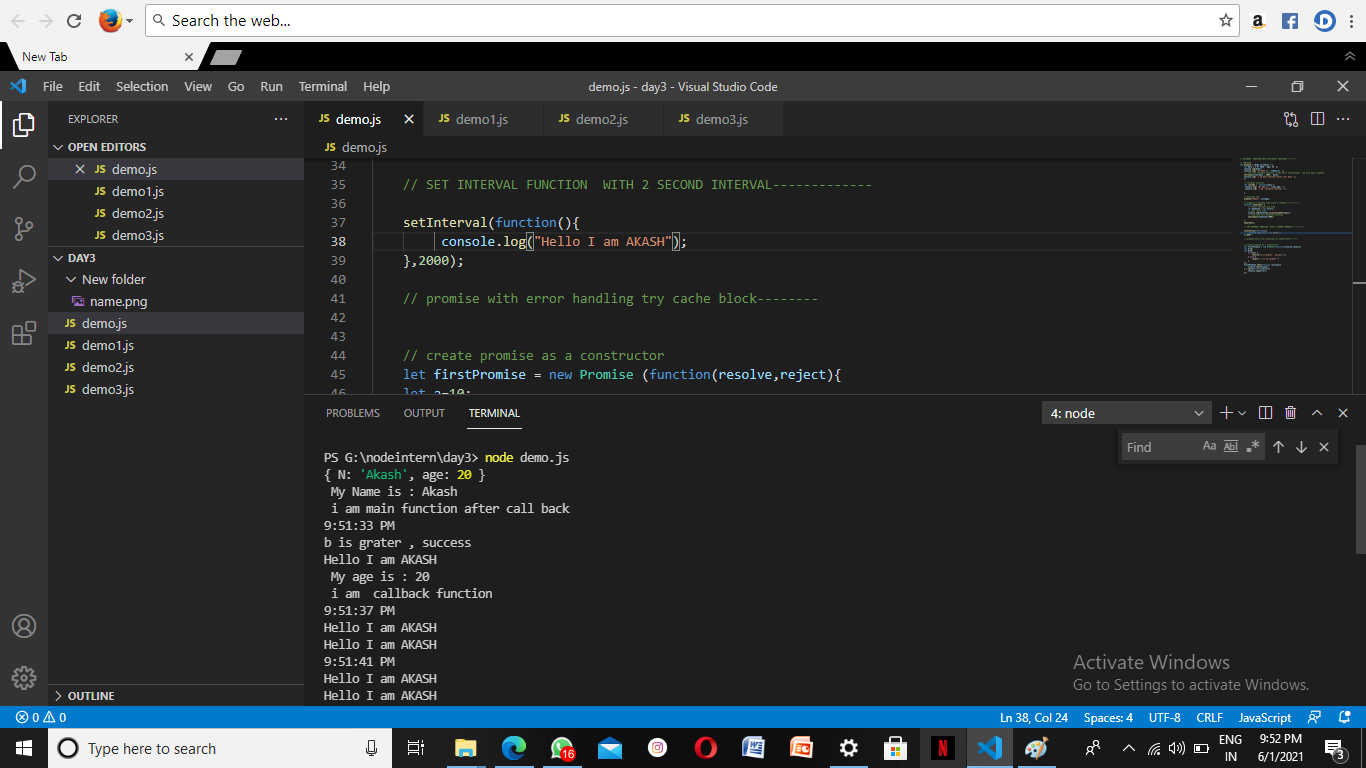 Search the web...
New Tab
File Edit Selection View Go Run Terminal Help
demo.js - day3 - Visual Studio Code
EXPLORER
OPEN EDITORS
JS demo.js
JS demo1.js
JS demo2.js
JS demo3.js
DAY3
New folder
name.png
JS demo.js
JS demo1.js
JS demo2.js
JS demo3.js
OUTLINE
JS demo.js JS demo1.js JS demo2.js JS demo3.js
JS demo.js
34
35 // SET INTERVAL FUNCTION  WITH 2 SECOND INTERVAL-------------
36
37 setInterval(function(){
38 console.log("Hello I am AKASH");
39 },2000);
40
41 // promise with error handling try cache block--------
42
43
44 // create promise as a constructor
45 let firstPromise = new Promise (function(resolve,reject){
46 let a=10;
PROBLEMS OUTPUT TERMINAL
4: node
Find Aa Abl .*
PS G:\nodeintern\day3> node demo.js
{ N: 'Akash', age: 20 }
My Name is : Akash
i am main function after call back
9:51:33 PM
b is grater , success
Hello I am AKASH
My age is : 20
i am  callback function
9:51:37 PM
Hello I am AKASH
Hello I am AKASH
9:51:41 PM
Hello I am AKASH
Hello I am AKASH
Activate Windows
Go to Settings to activate Windows.
0 0
Ln 38, Col 24 Spaces: 4 UTF-8 CRLF JavaScript
Type here to search
16
ENG
IN
9:52 PM
6/1/2021
3